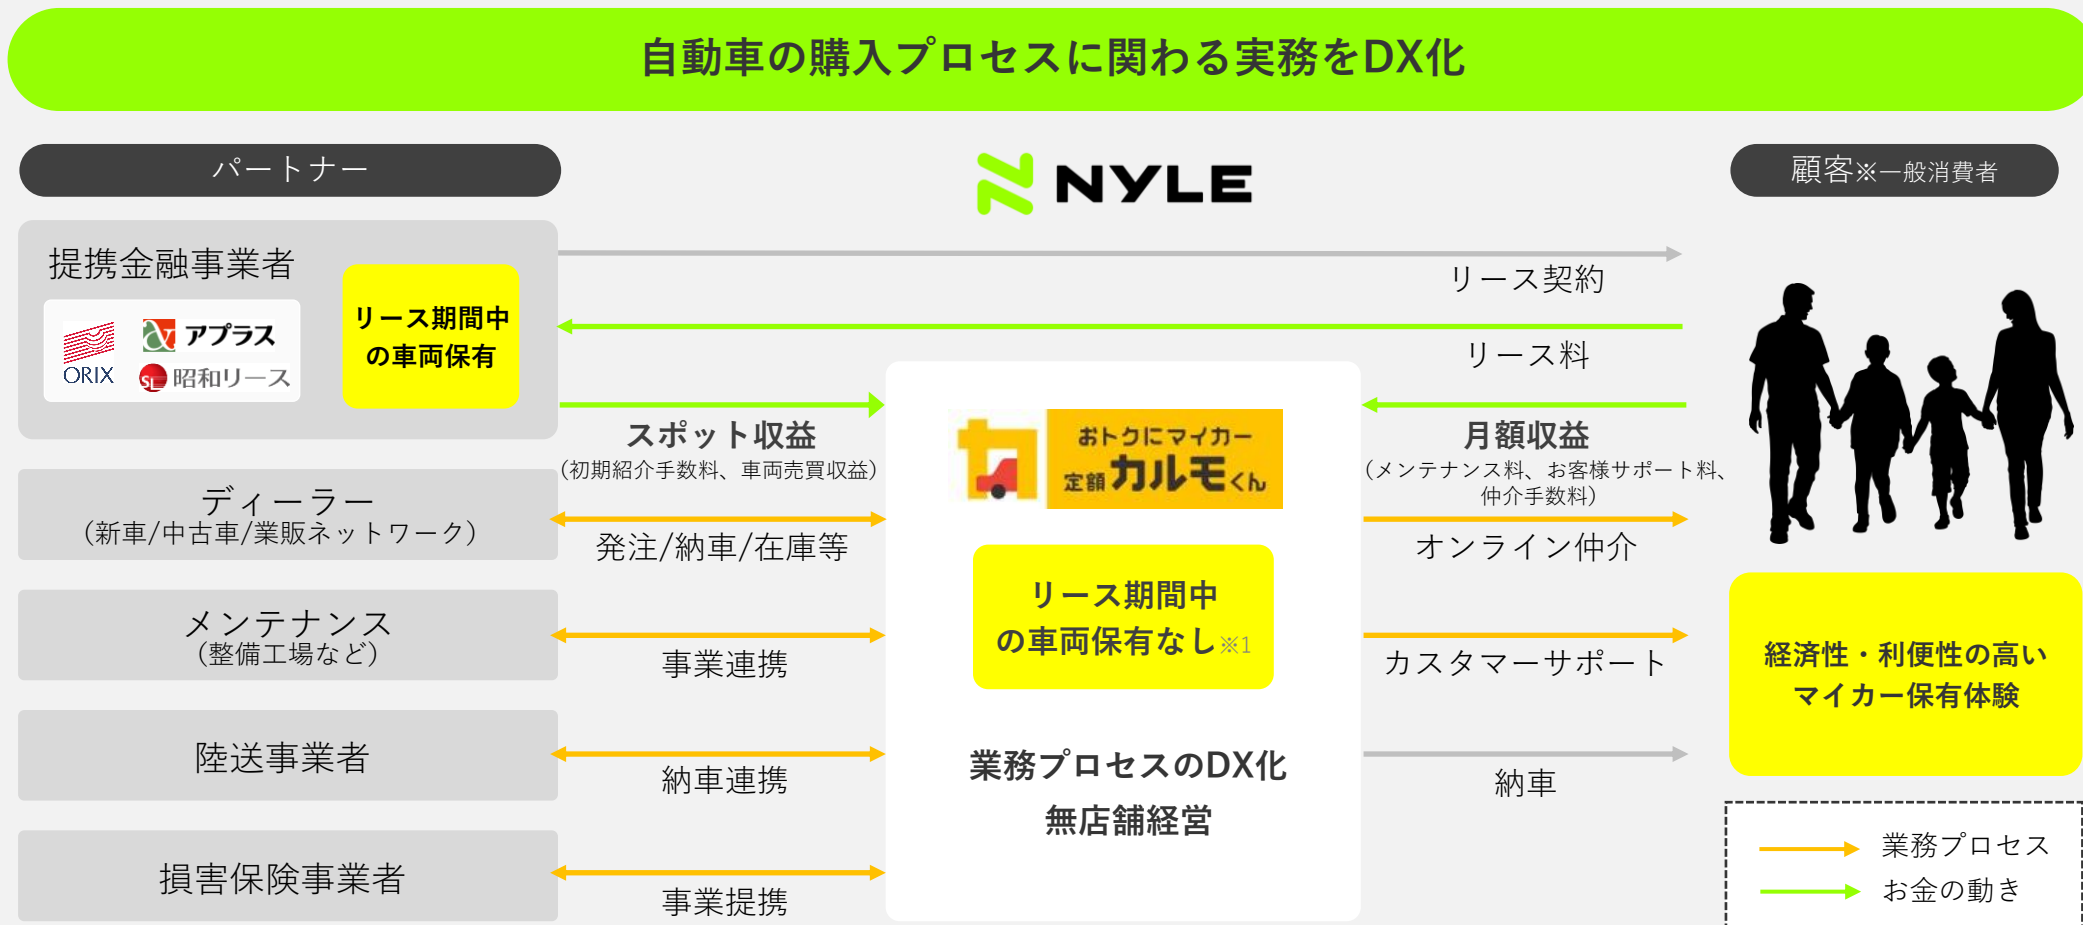 自動車の購入プロセスに関わる実務をDX化
パートナー
NYLE
顧客※一般消費者
提携金融事業者
ORIX
アプラス
SL 昭和リース
リース期間中
の車両保有
リース契約
リース料
スポット収益
(初期紹介手数料、車両売買収益)
月額収益
(メンテナンス料、お客様サポート料、
仲介手数料)
カ
おトクにマイカー
定額カルモくん
ディーラー
(新車/中古車/業販ネットワーク)
発注/納車/在庫等
オンライン仲介
リース期間中
の車両保有なし※1
メンテナンス
(整備工場など)
事業連携
カスタマーサポート
経済性・利便性の高い
マイカー保有体験
陸送事業者
納車連携
業務プロセスのDX化
無店舗経営
納車
損害保険事業者
事業提携
業務プロセス
お金の動き